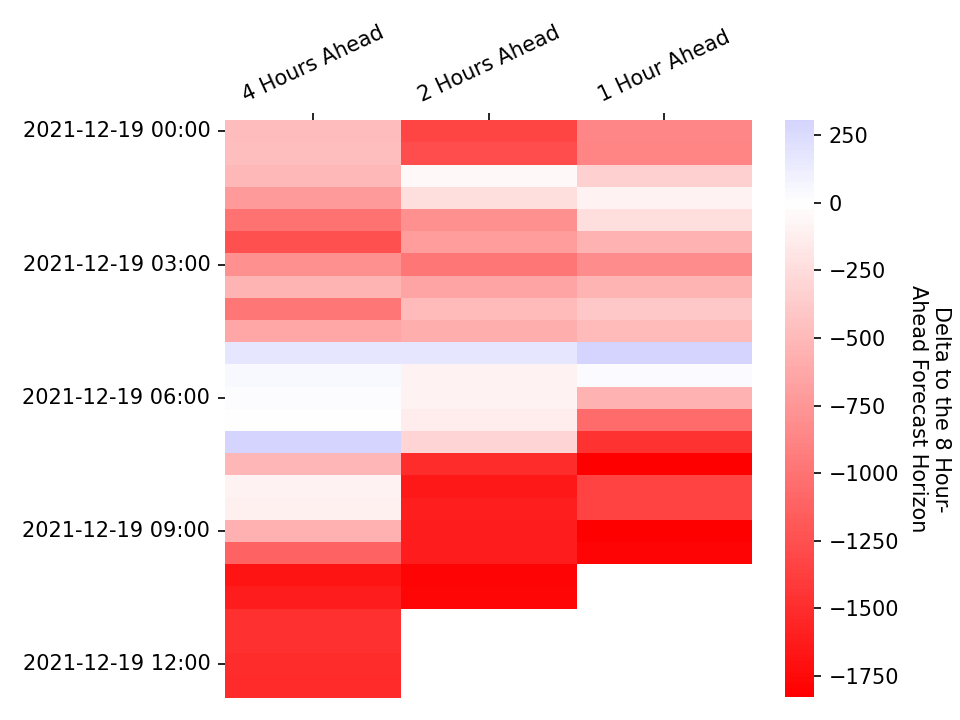 4 Hours Ahead
2 Hours Ahead
1 Hour Ahead
2021-12-19 00:00
2021-12-19 03:00
2021-12-19 06:00
2021-12-19 09:00
2021-12-19 12:00
250
0
−250
−500
−750
−1000
−1250
−1500
−1750
Delta to the 8 Hour-
Ahead Forecast Horizon